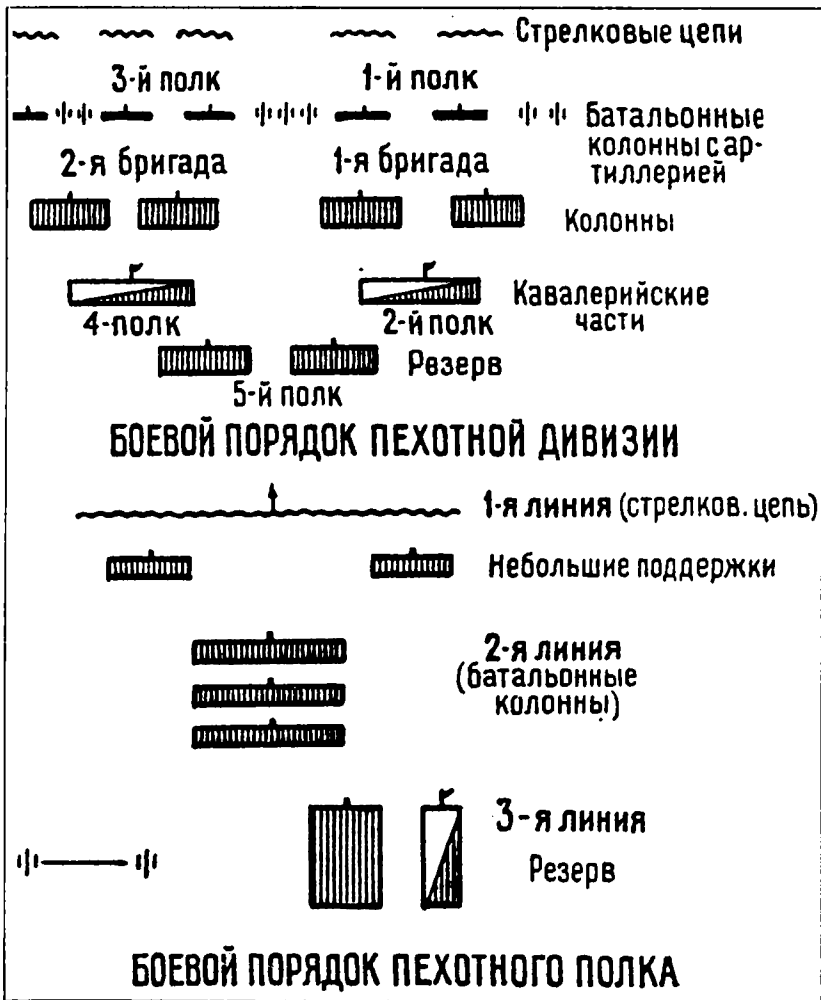 Стрелковые цепи
3-й полк
1-й полк
Батальонные
колонны с ар-
тиллерией
2-я бригада
1-я бригада
Колонны
Кавалерийские
части
4-полк
2-й полк
Резерв
5-й полк
БОЕВОЙ ПОРЯДОК ПЕХОТНОЙ ДИВИЗИИ
1-я линия (стрелков. цепь)
Небольшие поддержки
2-я линия
(батальонные
колонны)
3-я линия
Резерв
БОЕВОЙ ПОРЯДОК ПЕХОТНОГО ПОЛКА